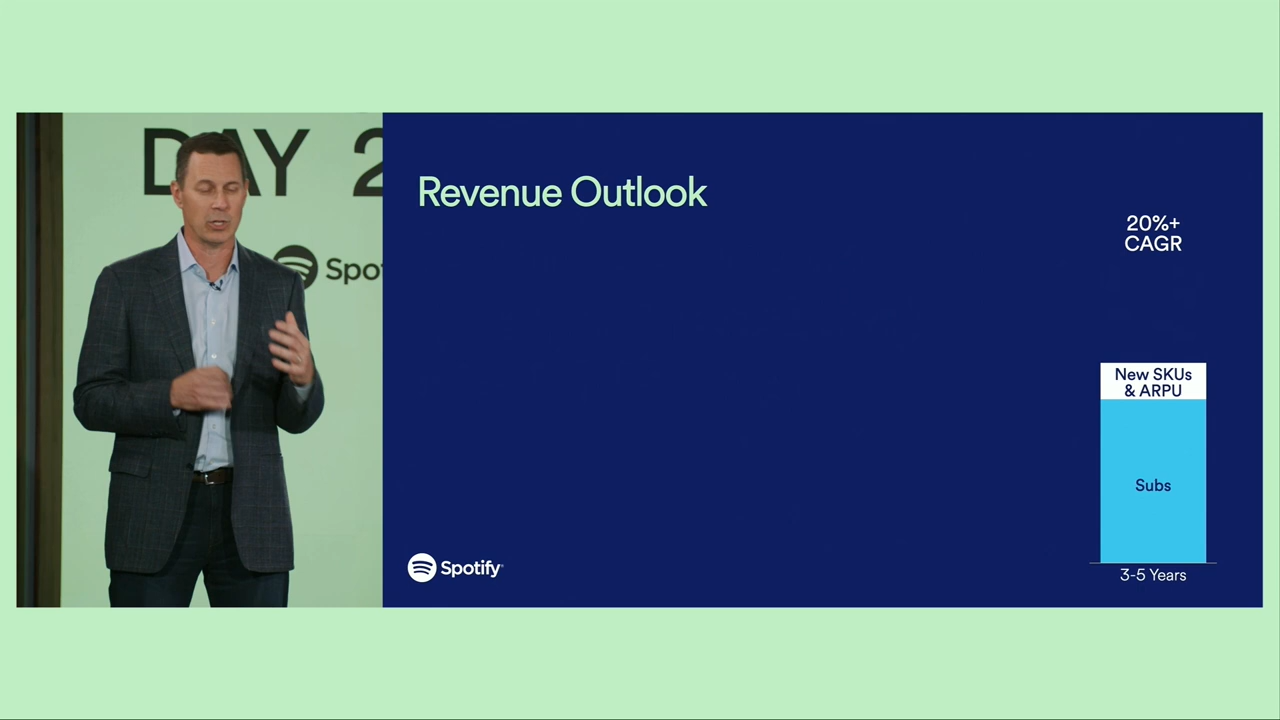 DAY 2
Spot
Revenue Outlook
20%+
CAGR
New SKUs
& ARPU
Subs
3-5 Years
Spotify